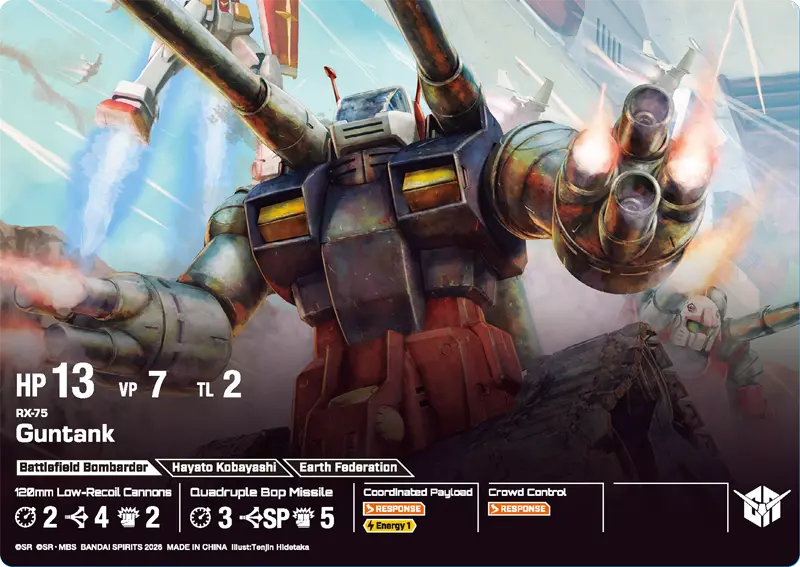 HP 13 VP 7 TL 2
RX-75
Guntank
Battlefield Bombarder
Hayato Kobayashi
Earth Federation
120mm Low-Recoil Cannons
2 4 2
Quadruple Bop Missile
3 SP 5
Coordinated Payload
RESPONSE
Energy 1
Crowd Control
RESPONSE
©SR ©SR・MBS BANDAI SPIRITS 2026 MADE IN CHINA Illust:Tenjin Hidetaka